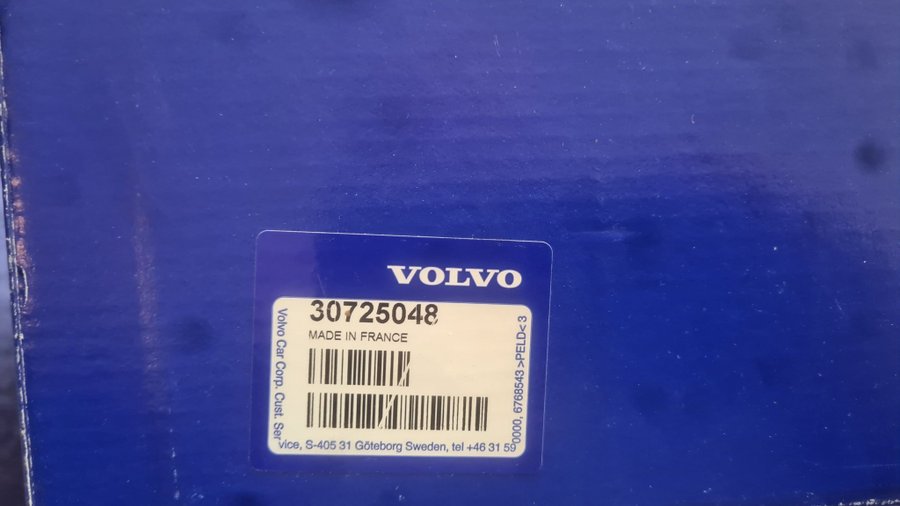 VOLVO
30725048
MADE IN FRANCE
Volvo Car Corp. Cust. Ser
vice, S-405 31 Göteborg Sweden, tel +46 31 59
0000, 6768543 >PELD< 3